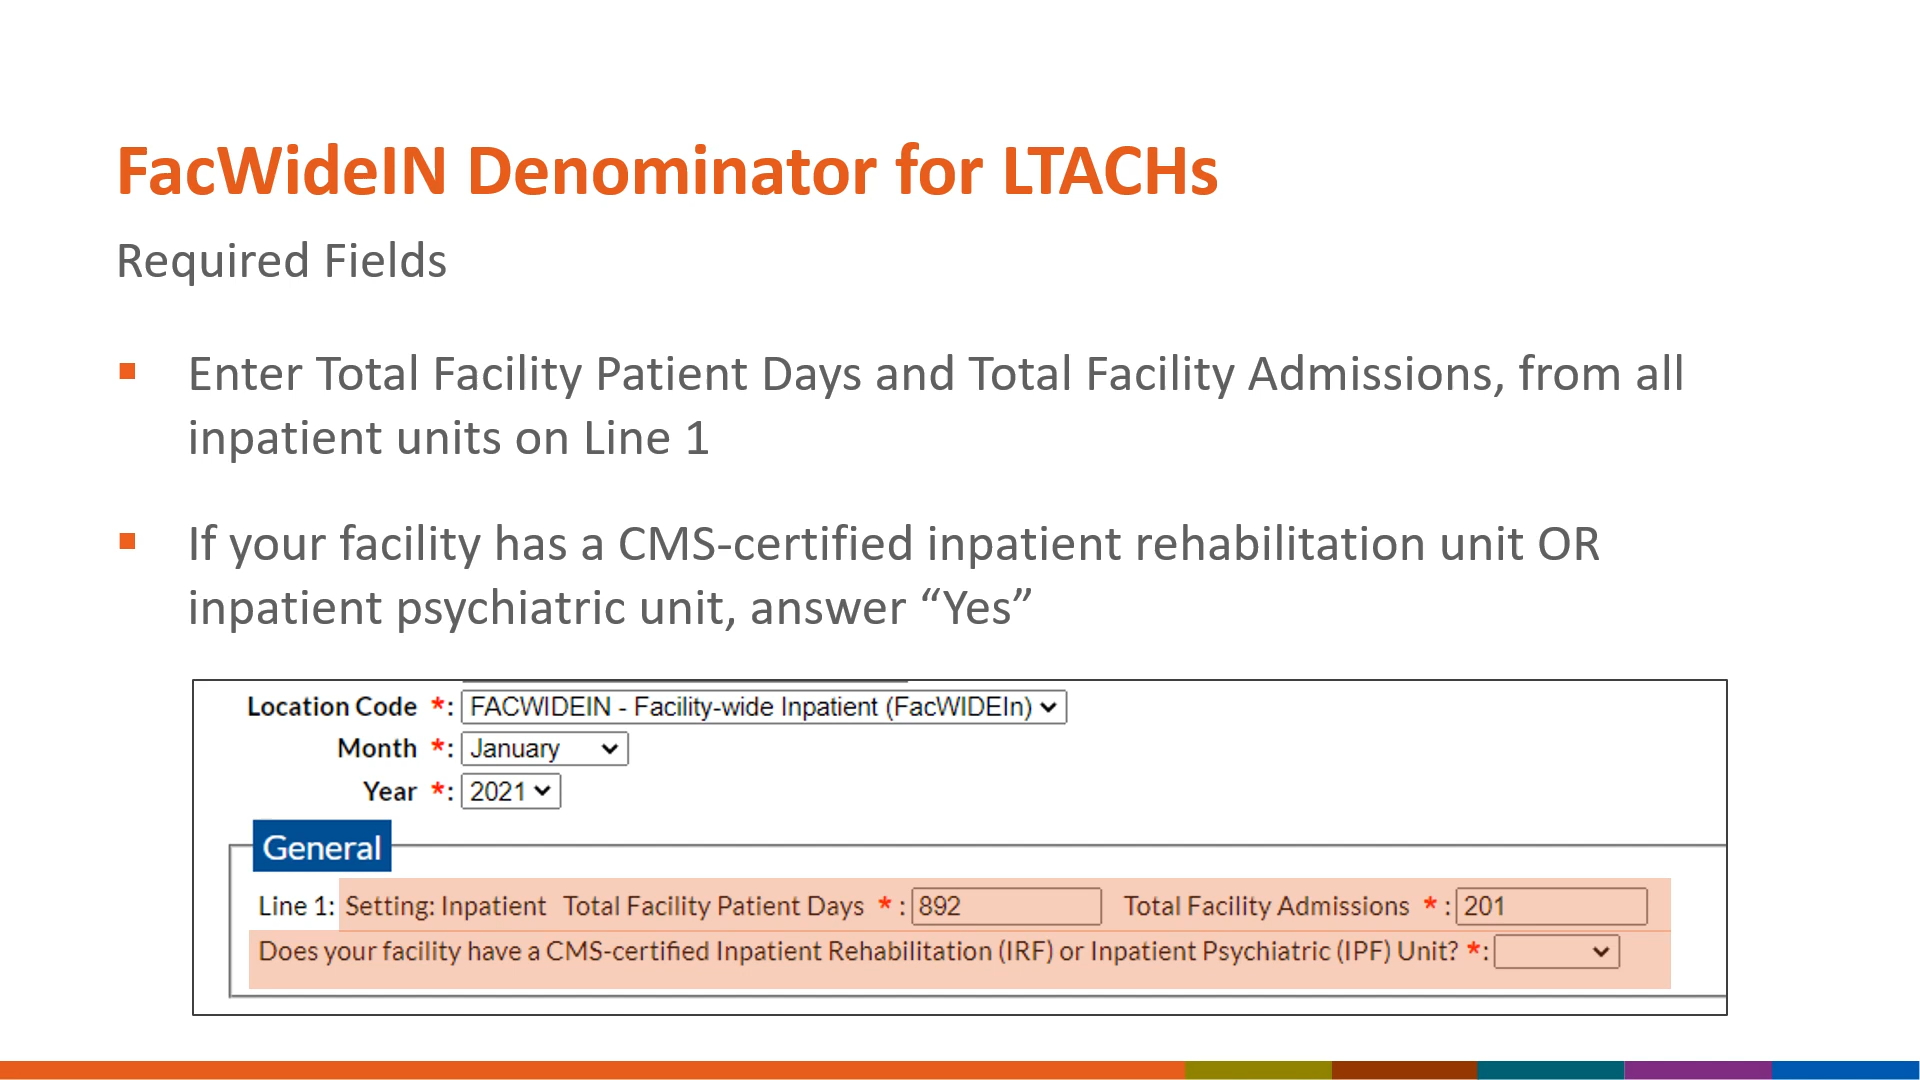 FacWideIN Denominator for LTACHs
Required Fields
▪ Enter Total Facility Patient Days and Total Facility Admissions, from all
inpatient units on Line 1
▪ If your facility has a CMS-certified inpatient rehabilitation unit OR
inpatient psychiatric unit, answer “Yes”
Location Code *: FACWIDEIN - Facility-wide Inpatient (FacWIDEIn)
Month *: January
Year *: 2021
General
Line 1: Setting: Inpatient Total Facility Patient Days * : 892 Total Facility Admissions * : 201
Does your facility have a CMS-certified Inpatient Rehabilitation (IRF) or Inpatient Psychiatric (IPF) Unit? *: